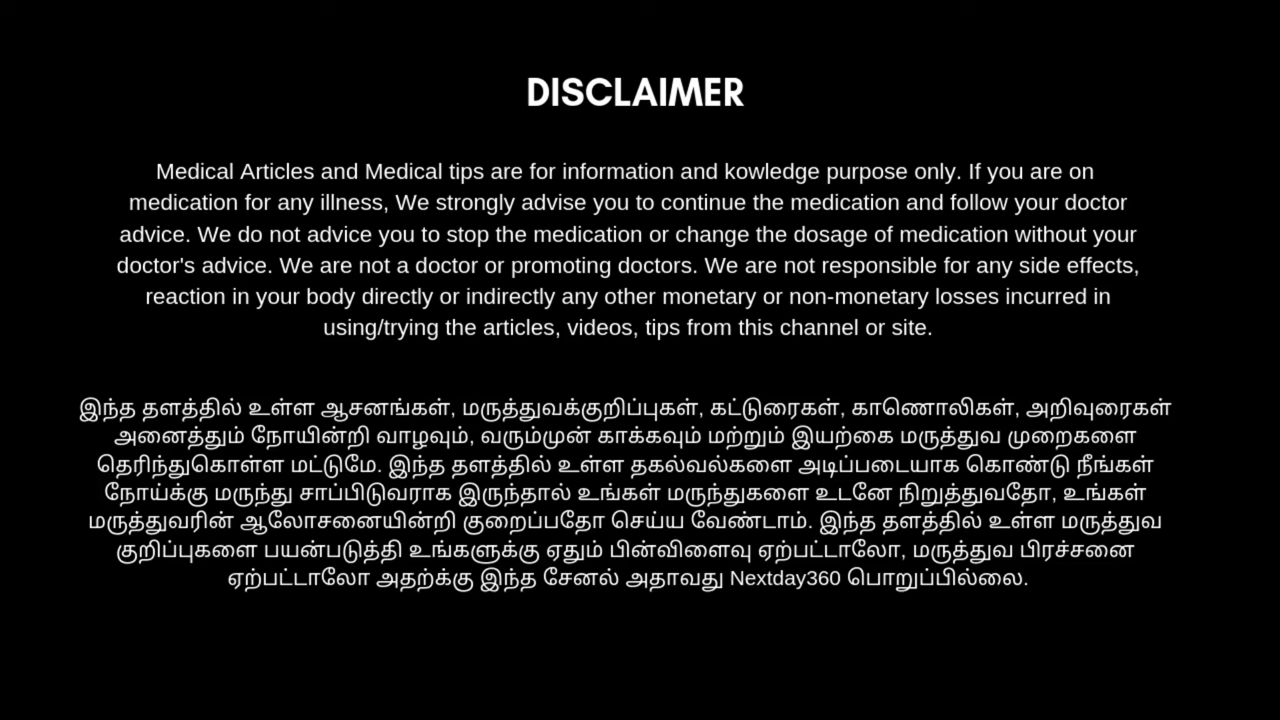 DISCLAIMER
Medical Articles and Medical tips are for information and kowledge purpose only. If you are on
medication for any illness, We strongly advise you to continue the medication and follow your doctor
advice. We do not advice you to stop the medication or change the dosage of medication without your
doctor's advice. We are not a doctor or promoting doctors. We are not responsible for any side effects,
reaction in your body directly or indirectly any other monetary or non-monetary losses incurred in
using/trying the articles, videos, tips from this channel or site.
இந்த தளத்தில் உள்ள ஆசனங்கள், மருத்துவக்குறிப்புகள், கட்டுரைகள், காணொலிகள், அறிவுரைகள்
அனைத்தும் நோயின்றி வாழவும், வரும்முன் காக்கவும் மற்றும் இயற்கை மருத்துவ முறைகளை
தெரிந்துகொள்ள மட்டுமே. இந்த தளத்தில் உள்ள தகல்வல்களை அடிப்படையாக கொண்டு நீங்கள்
நோய்க்கு மருந்து சாப்பிடுவராக இருந்தால் உங்கள் மருந்துகளை உடனே நிறுத்துவதோ, உங்கள்
மருத்துவரின் ஆலோசனையின்றி குறைப்பதோ செய்ய வேண்டாம். இந்த தளத்தில் உள்ள மருத்துவ
குறிப்புகளை பயன்படுத்தி உங்களுக்கு ஏதும் பின்விளைவு ஏற்பட்டாலோ, மருத்துவ பிரச்சனை
ஏற்பட்டாலோ அதற்க்கு இந்த சேனல் அதாவது Nextday360 பொறுப்பில்லை.